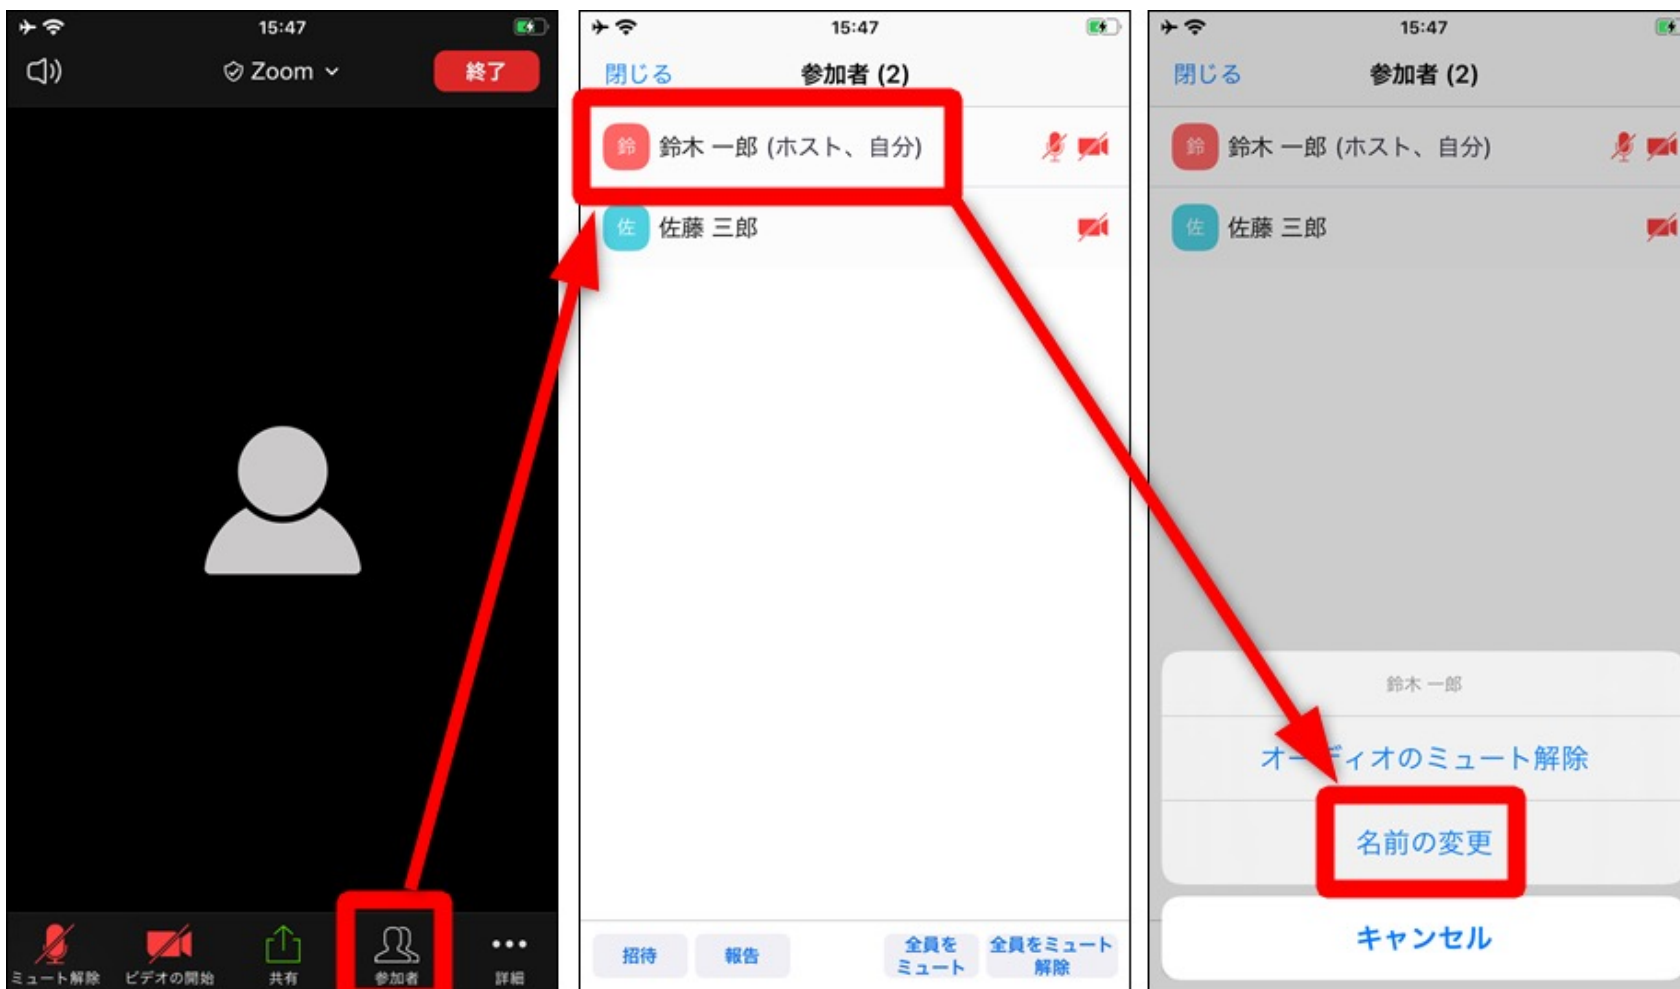 15:47
Zoom
終了
ミュート解除
ビデオの開始
共有
参加者
詳細
15:47
閉じる
参加者 (2)
鈴
鈴木 一郎 (ホスト、自分)
佐
佐藤 三郎
招待
報告
全員を
ミュート
全員をミュート
解除
15:47
閉じる
参加者 (2)
鈴
鈴木 一郎 (ホスト、自分)
佐
佐藤 三郎
鈴木 一郎
オーディオのミュート解除
名前の変更
キャンセル